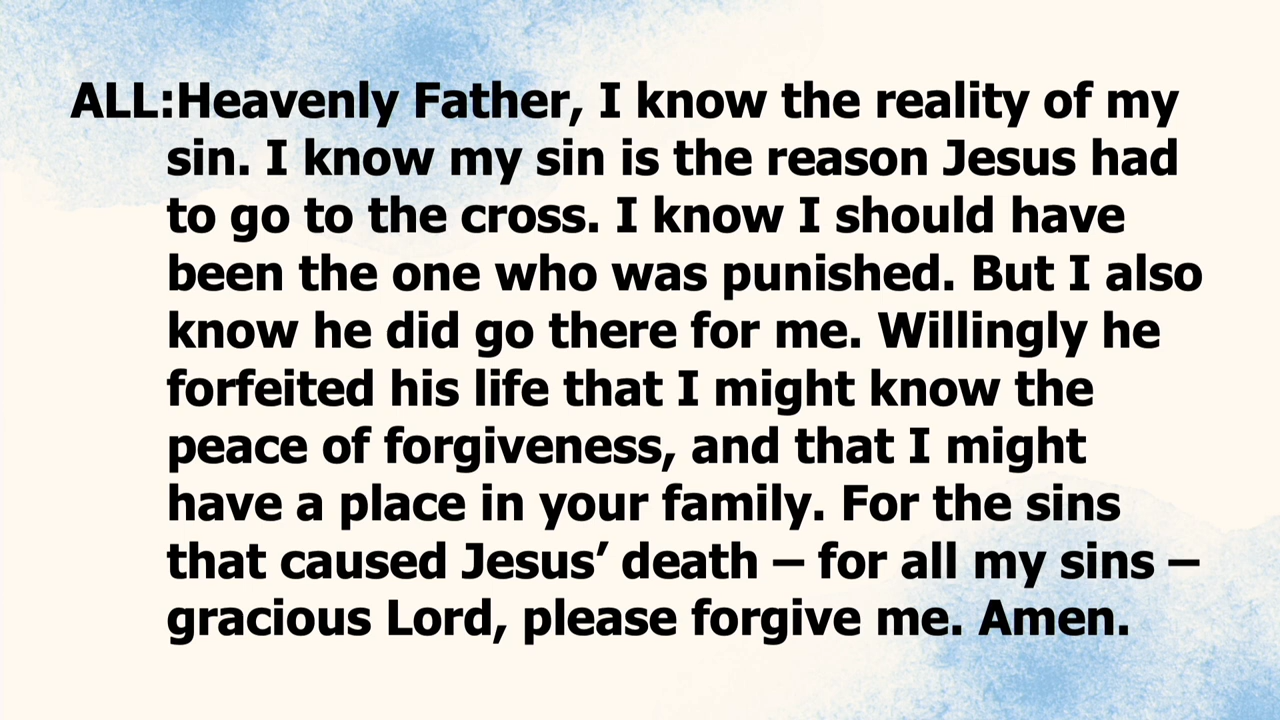 ALL:Heavenly Father, I know the reality of my
sin. I know my sin is the reason Jesus had
to go to the cross. I know I should have
been the one who was punished. But I also
know he did go there for me. Willingly he
forfeited his life that I might know the
peace of forgiveness, and that I might
have a place in your family. For the sins
that caused Jesus’ death – for all my sins –
gracious Lord, please forgive me. Amen.